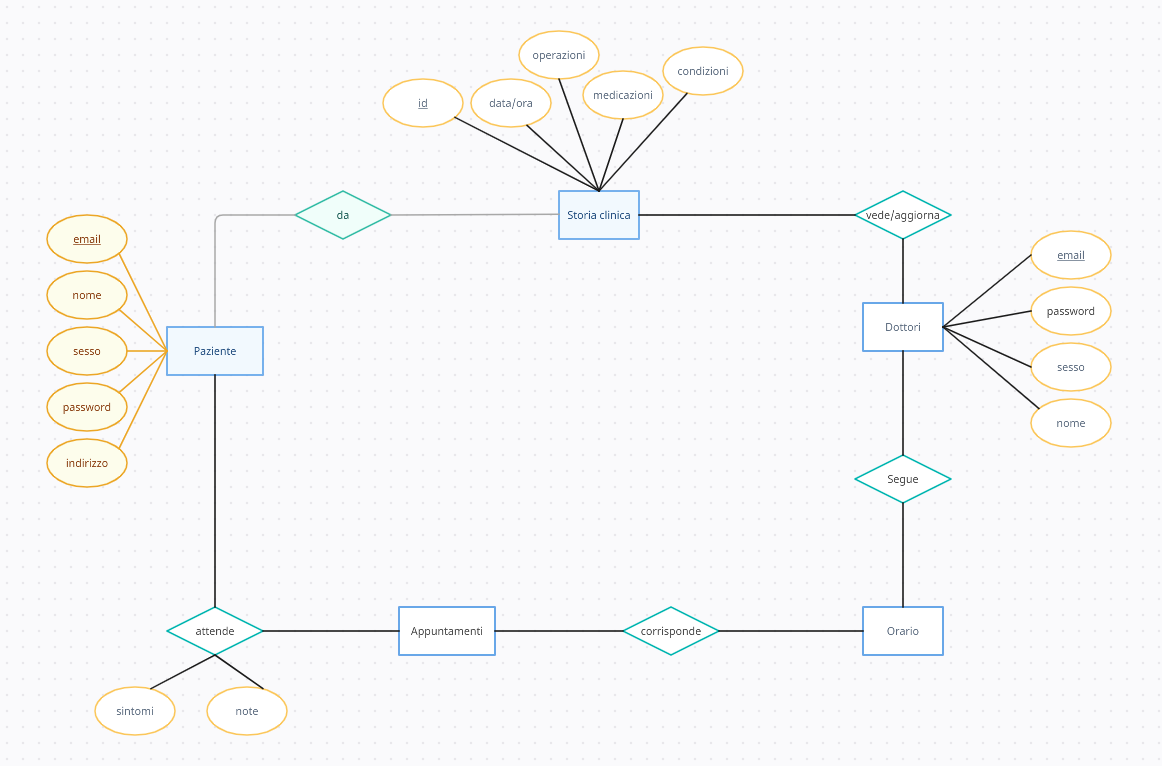 operazioni
condizioni
id
data/ora
medicazioni
da
Storia clinica
vede/aggiorna
email
nome
sesso
password
indirizzo
Paziente
Dottori
email
password
sesso
nome
Segue
attende
Appuntamenti
corrisponde
Orario
sintomi
note